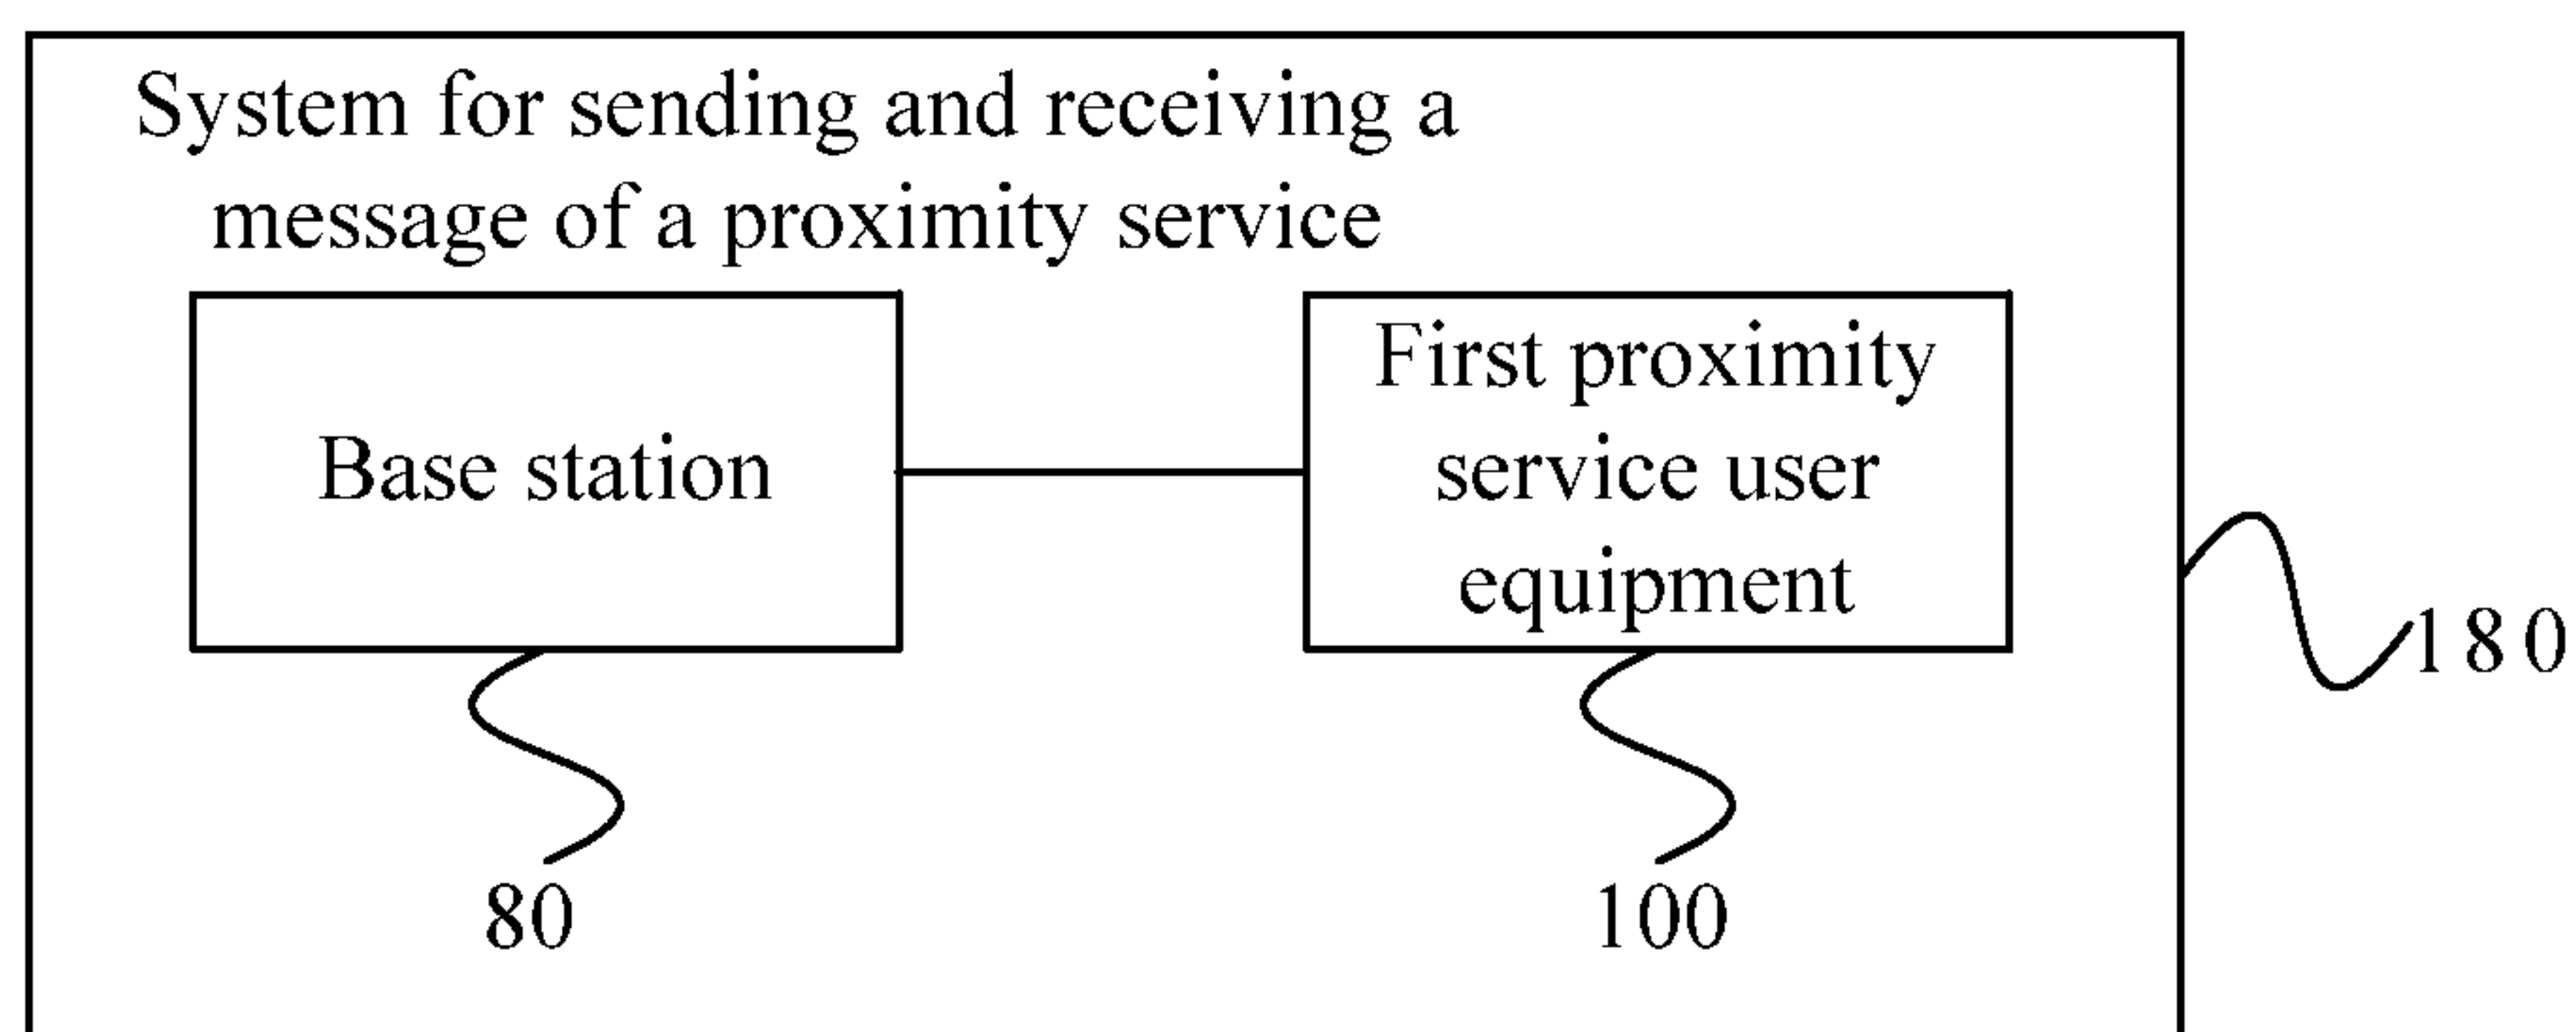 System for sending and receiving a
message of a proximity service
Base station
First proximity
service user
equipment
180
80
100